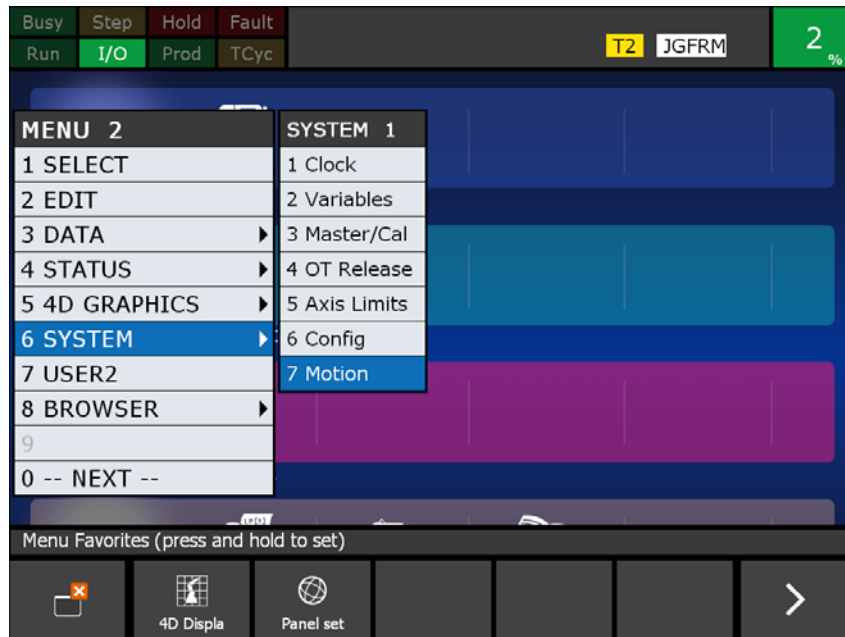 Busy Step Hold Fault
Run I/O Prod TCyc
T2 JGFRM
2 %
MENU 2
1 SELECT
2 EDIT
3 DATA
4 STATUS
5 4D GRAPHICS
6 SYSTEM
7 USER2
8 BROWSER
9
0 -- NEXT --
SYSTEM 1
1 Clock
2 Variables
3 Master/Cal
4 OT Release
5 Axis Limits
6 Config
7 Motion
Menu Favorites (press and hold to set)
4D Displa
Panel set